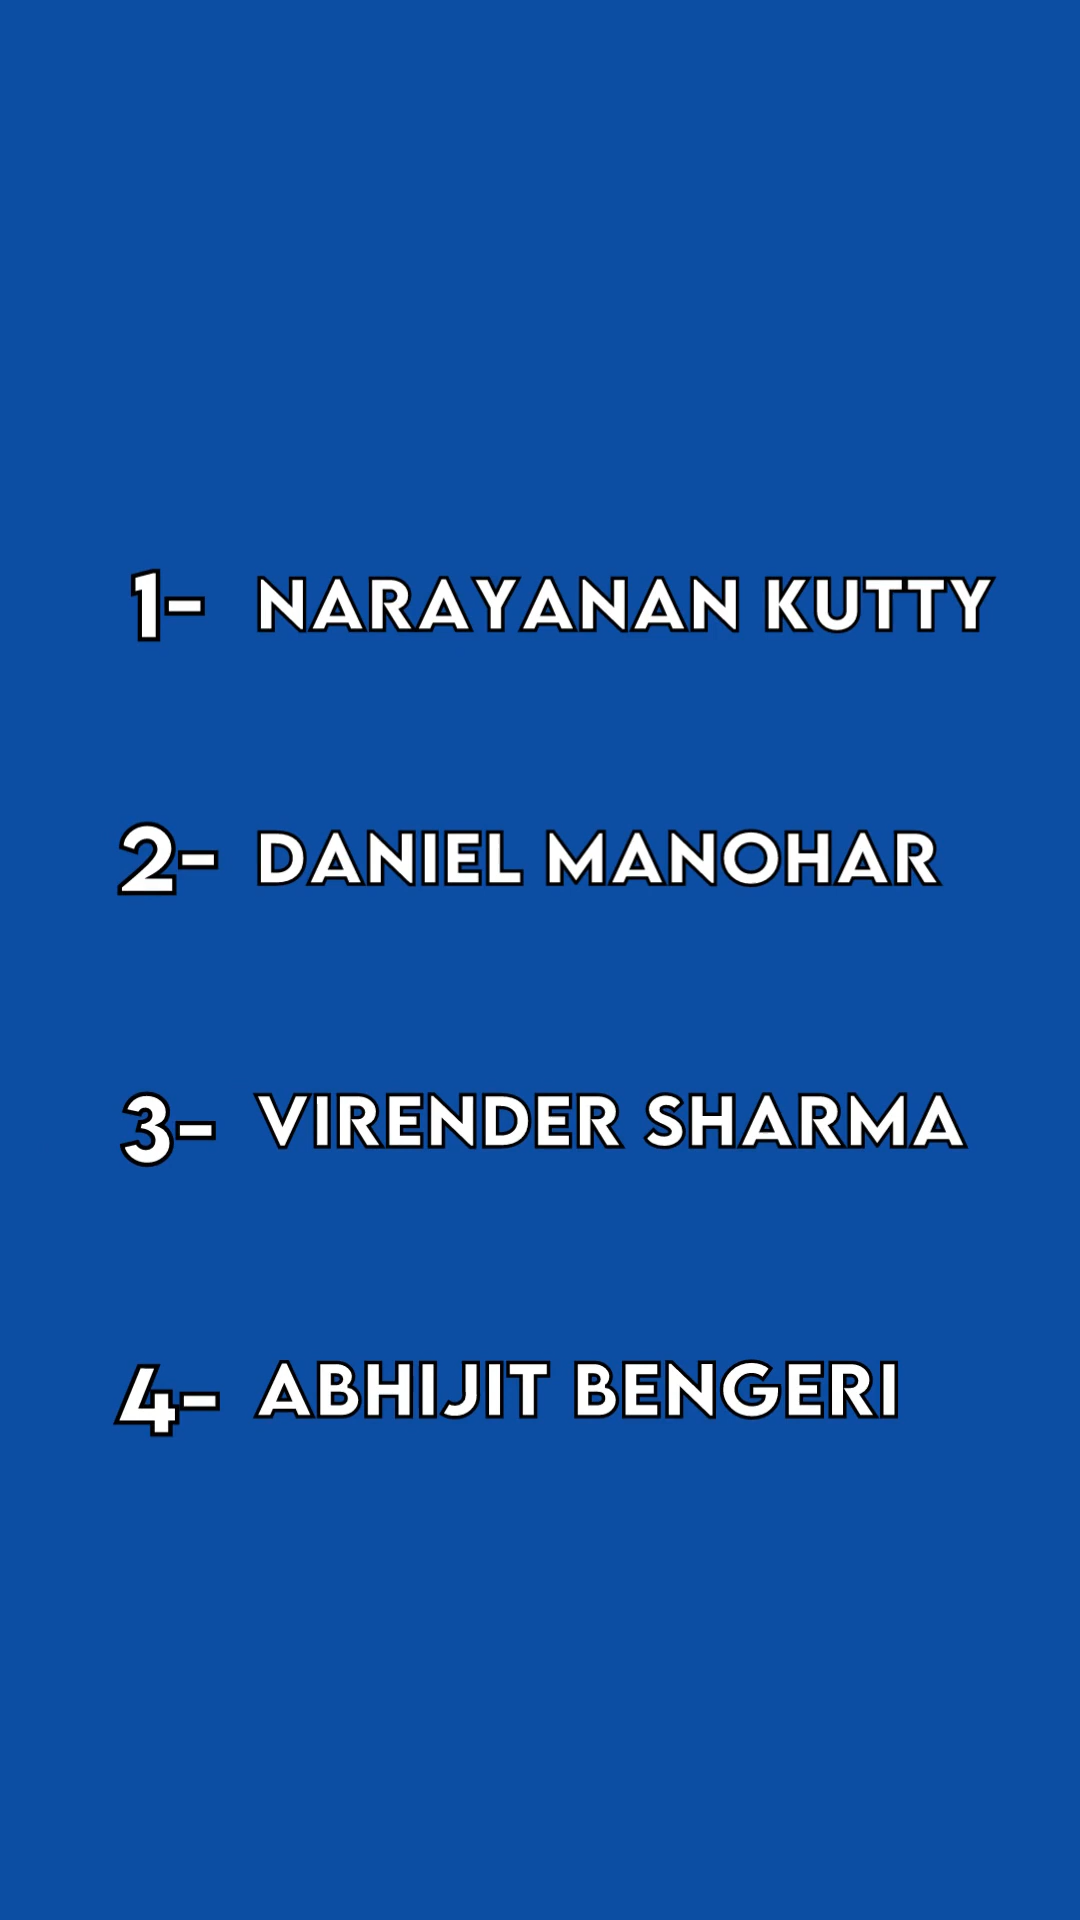 1- NARAYANAN KUTTY
2- DANIEL MANOHAR
3- VIRENDER SHARMA
4- ABHIJIT BENGERI